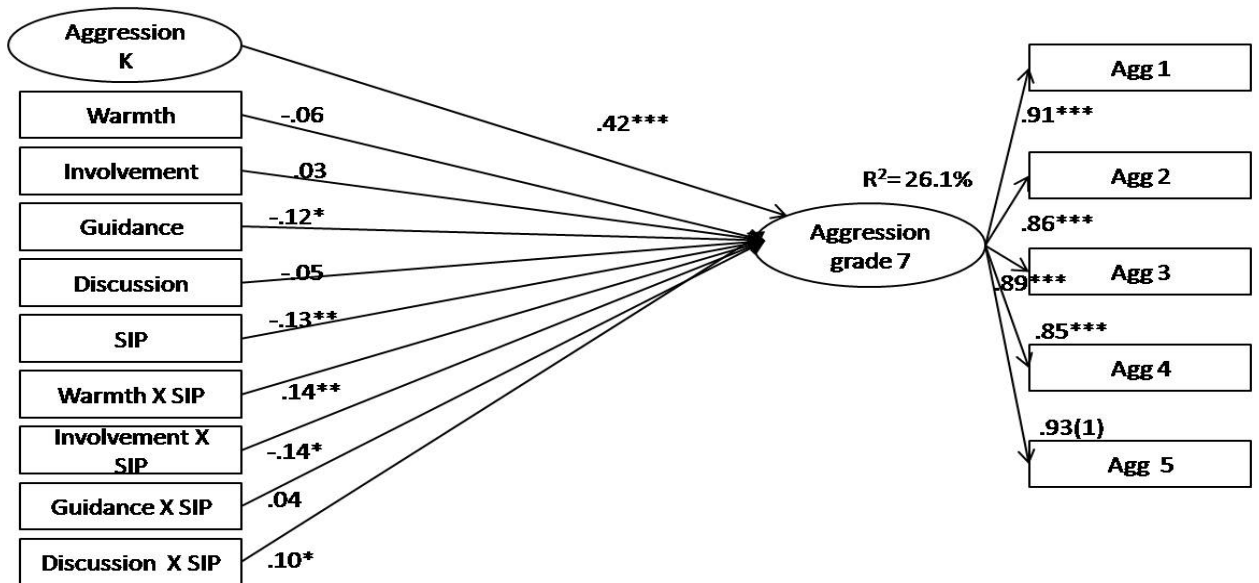 Aggression
K
Warmth
Involvement
Guidance
Discussion
SIP
Warmth X SIP
Involvement X
SIP
Guidance X SIP
Discussion X SIP
-.06
.03
-.12*
-.05
-.13**
.14**
-.14*
.04
.10*
.42***
R²= 26.1%
Aggression
grade 7
Agg 1
.91***
Agg 2
.86***
Agg 3
.89***
.85***
Agg 4
.93(1)
Agg 5